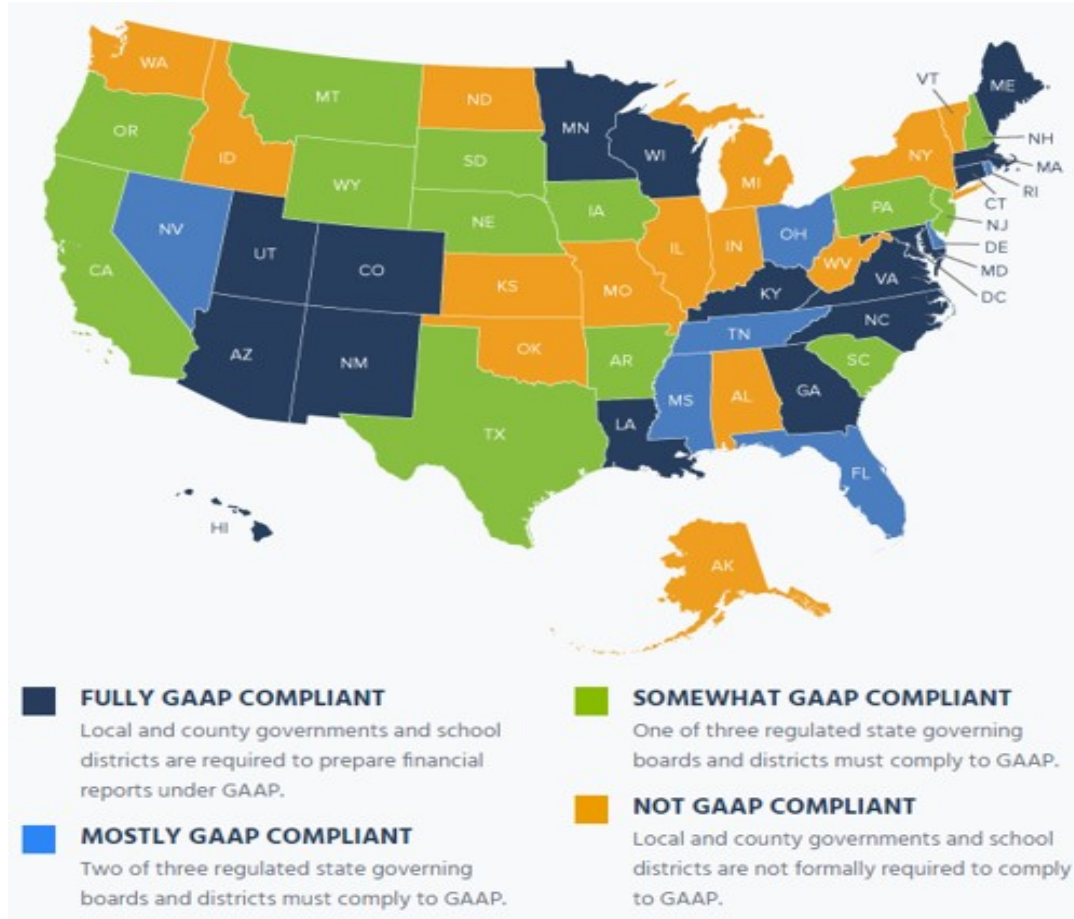 WA
MT
ND
MN
VT
ME
OR
ID
SD
WI
NY
NH
MA
WY
MI
RI
IA
CT
NE
PA
NJ
NV
OH
DE
UT
IL
IN
MD
CA
CO
WV
VA
DC
KS
MO
KY
NC
TN
AZ
OK
NM
AR
SC
MS
AL
GA
LA
TX
FL
HI
AK
FULLY GAAP COMPLIANT
Local and county governments and school
districts are required to prepare financial
reports under GAAP.
MOSTLY GAAP COMPLIANT
Two of three regulated state governing
boards and districts must comply to GAAP.
SOMEWHAT GAAP COMPLIANT
One of three regulated state governing
boards and districts must comply to GAAP.
NOT GAAP COMPLIANT
Local and county governments and school
districts are not formally required to comply
to GAAP.